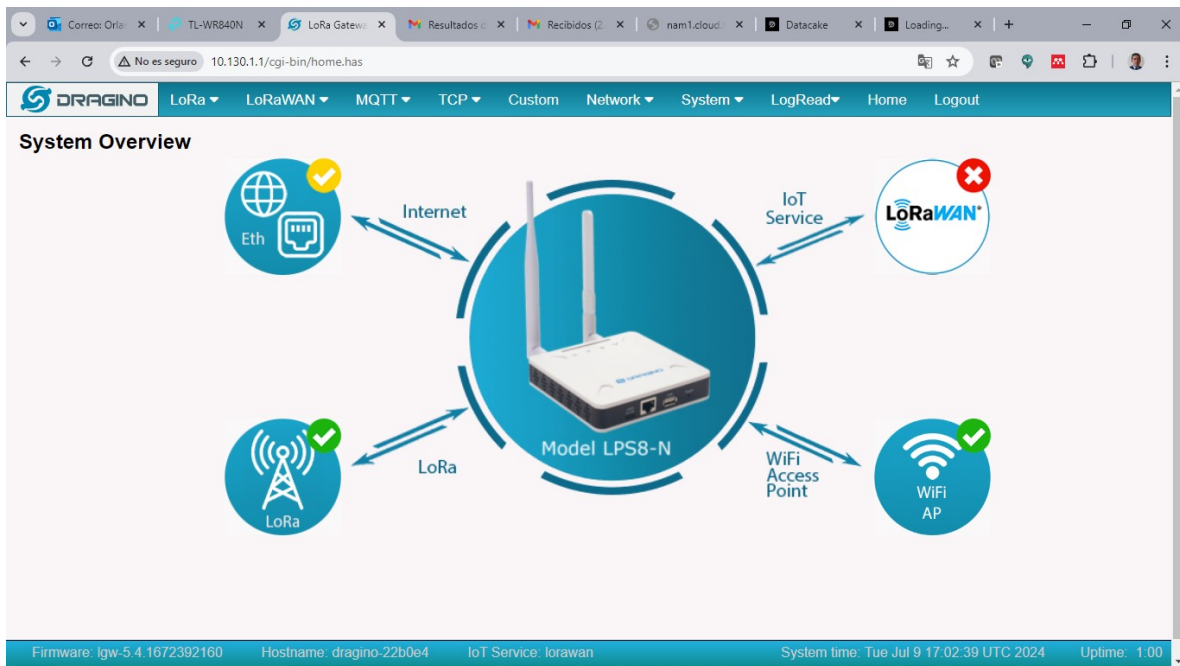 Correo: Orla
TL-WR840N
LoRa Gatewa
Resultados c
Recibidos (2
nam1.cloud.
Datacake
Loading...
No es seguro 10.130.1.1/cgi-bin/home.has
DRAGINO LoRa LoRaWAN MQTT TCP Custom Network System LogRead Home Logout
System Overview
Eth
Internet
IoT
Service
LoRaWAN®
Model LPS8-N
LoRa
LoRa
WiFi
Access
Point
WiFi
AP
Firmware: lgw-5.4.1672392160 Hostname: dragino-22b0e4 IoT Service: lorawan System time: Tue Jul 9 17:02:39 UTC 2024 Uptime: 1:00